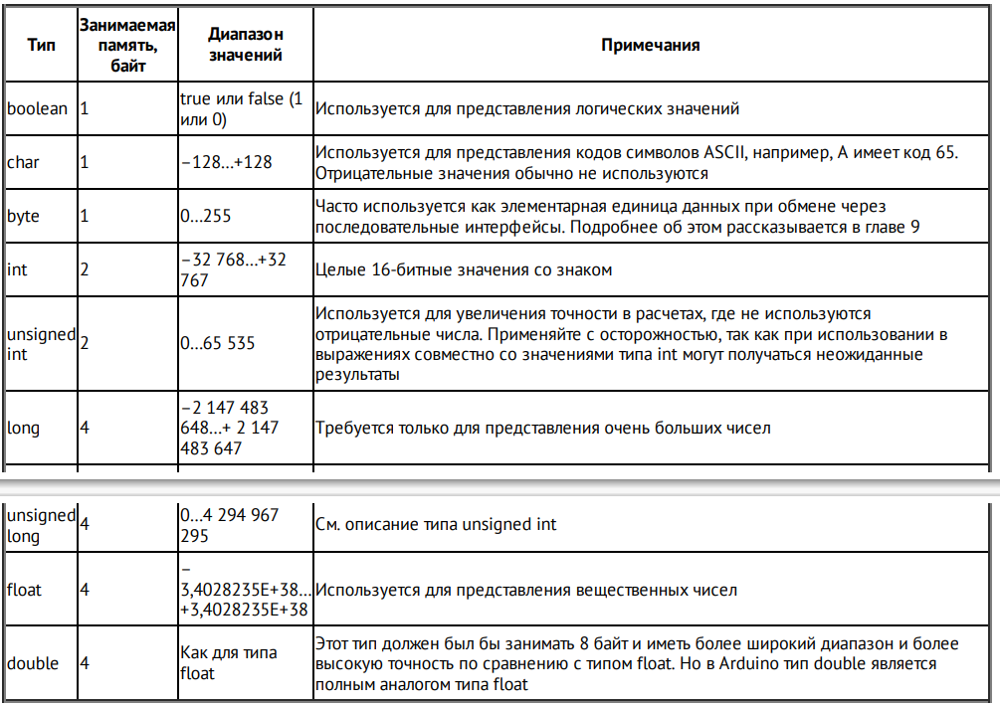 Тип
Занимаемая
память,
байт
Диапазон
значений
Примечания
boolean
1
true или false (1
или 0)
Используется для представления логических значений
char
1
−128…+128
Используется для представления кодов символов ASCII, например, А имеет код 65.
Отрицательные значения обычно не используются
byte
1
0…255
Часто используется как элементарная единица данных при обмене через
последовательные интерфейсы. Подробнее об этом рассказывается в главе 9
int
2
−32 768…+32
767
Целые 16-битные значения со знаком
unsigned
int
2
0…65 535
Используется для увеличения точности в расчетах, где не используются
отрицательные числа. Применяйте с осторожностью, так как при использовании в
выражениях совместно со значениями типа int могут получаться неожиданные
результаты
long
4
−2 147 483
648…+ 2 147
483 647
Требуется только для представления очень больших чисел
unsigned
long
4
0…4 294 967
295
См. описание типа unsigned int
float
4
−
3,4028235E+38…
+3,4028235E+38
Используется для представления вещественных чисел
double
4
Как для типа
float
Этот тип должен был бы занимать 8 байт и иметь более широкий диапазон и более
высокую точность по сравнению с типом float. Но в Arduino тип double является
полным аналогом типа float